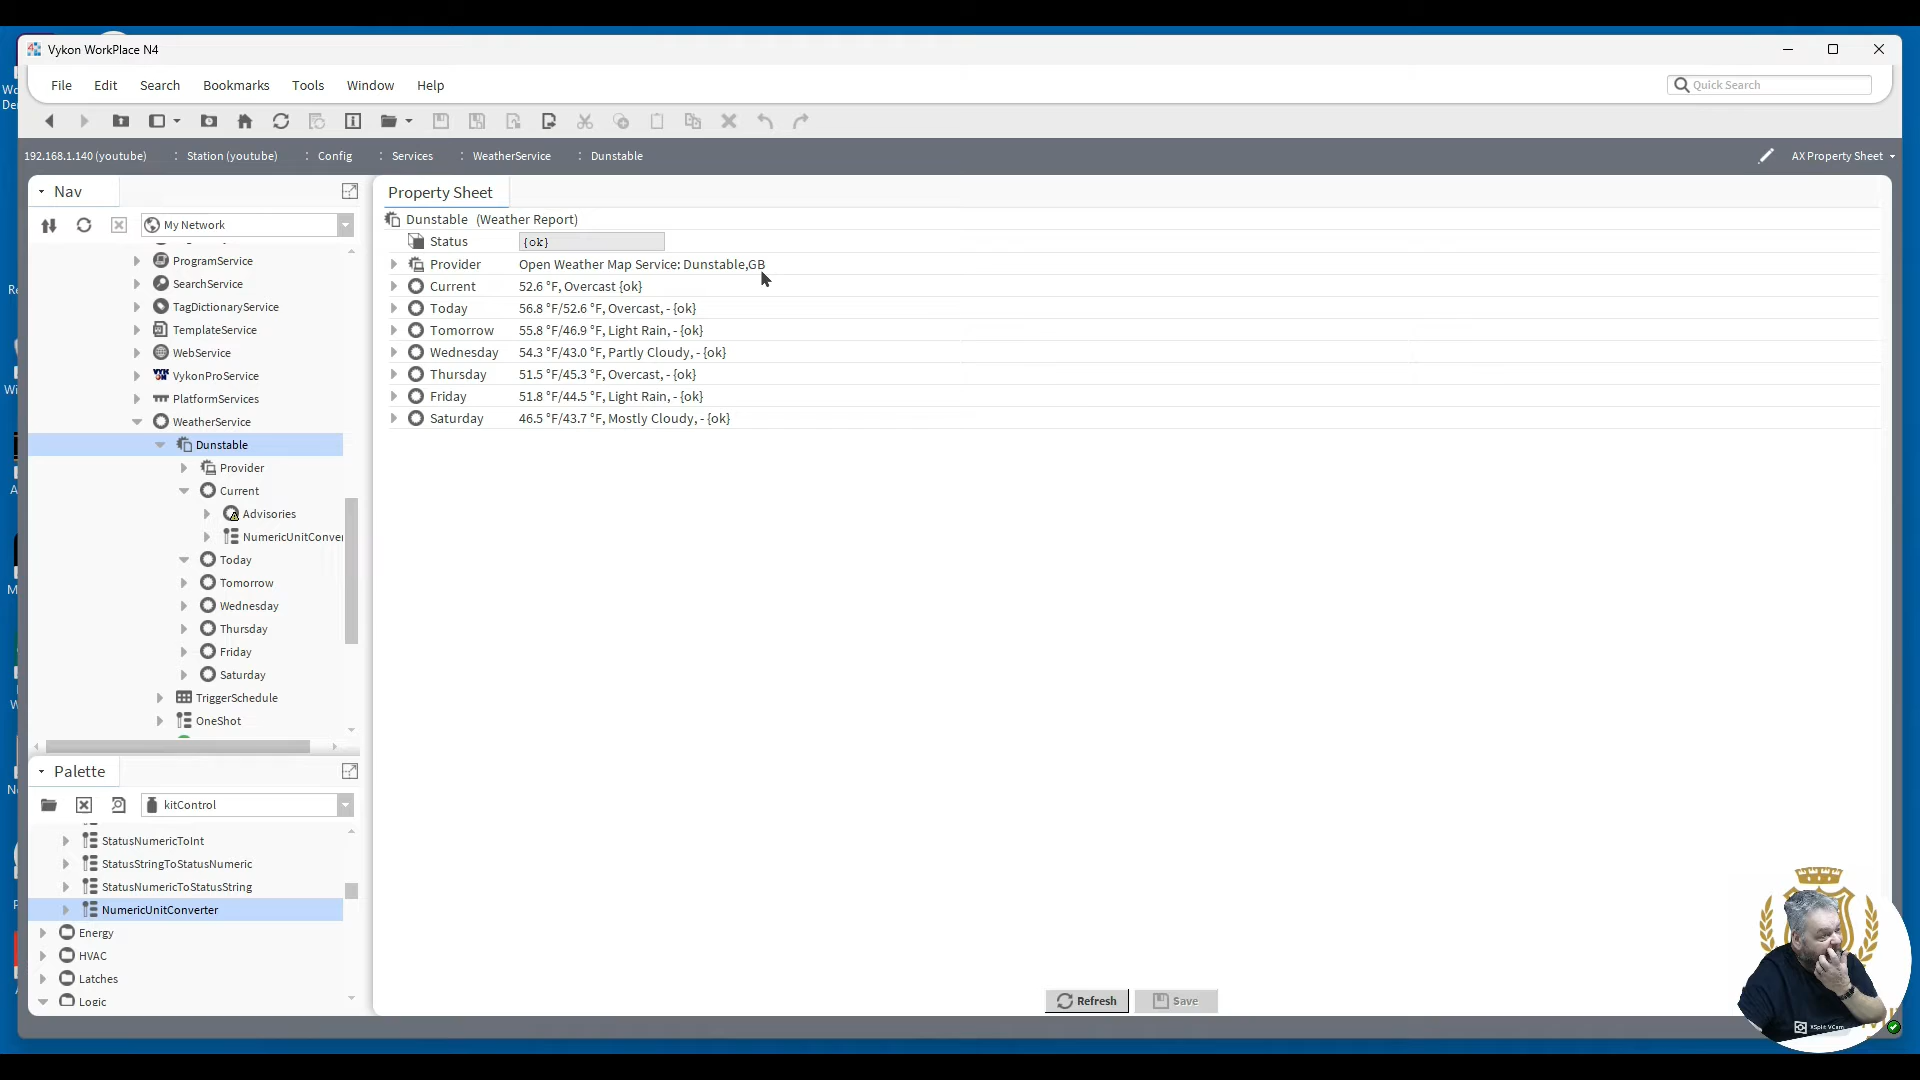 Vykon WorkPlace N4
File Edit Search Bookmarks Tools Window Help
Quick Search
192.168.1.140 (youtube) : Station (youtube) : Config : Services : WeatherService : Dunstable
AX Property Sheet
Nav
My Network
ProgramService
SearchService
TagDictionaryService
TemplateService
WebService
VykonProService
PlatformServices
WeatherService
Dunstable
Provider
Current
Advisories
NumericUnitConver
Today
Tomorrow
Wednesday
Thursday
Friday
Saturday
TriggerSchedule
OneShot
Palette
kitControl
StatusNumericToInt
StatusStringToStatusNumeric
StatusNumericToStatusString
NumericUnitConverter
Energy
HVAC
Latches
Logic
Property Sheet
Dunstable (Weather Report)
Status {ok}
Provider Open Weather Map Service: Dunstable,GB
Current 52.6 °F, Overcast {ok}
Today 56.8 °F/52.6 °F, Overcast, - {ok}
Tomorrow 55.8 °F/46.9 °F, Light Rain, - {ok}
Wednesday 54.3 °F/43.0 °F, Partly Cloudy, - {ok}
Thursday 51.5 °F/45.3 °F, Overcast, - {ok}
Friday 51.8 °F/44.5 °F, Light Rain, - {ok}
Saturday 46.5 °F/43.7 °F, Mostly Cloudy, - {ok}
Refresh Save
XSplit VCam